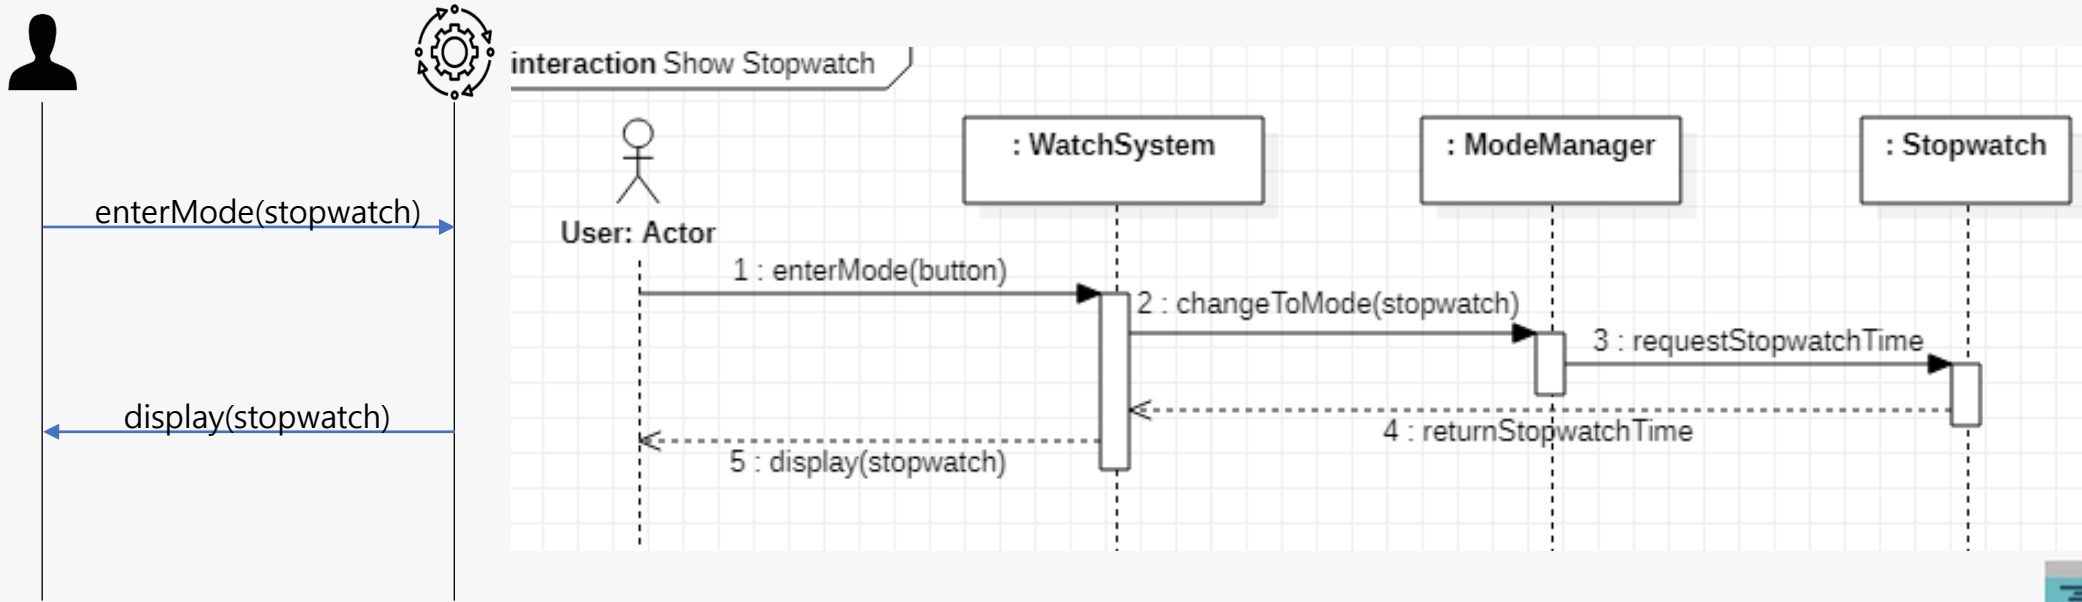 enterMode(stopwatch)
display(stopwatch)
interaction Show Stopwatch
User: Actor
: WatchSystem
: ModeManager
: Stopwatch
1 : enterMode(button)
2 : changeToMode(stopwatch)
3 : requestStopwatchTime
4 : returnStopwatchTime
5 : display(stopwatch)